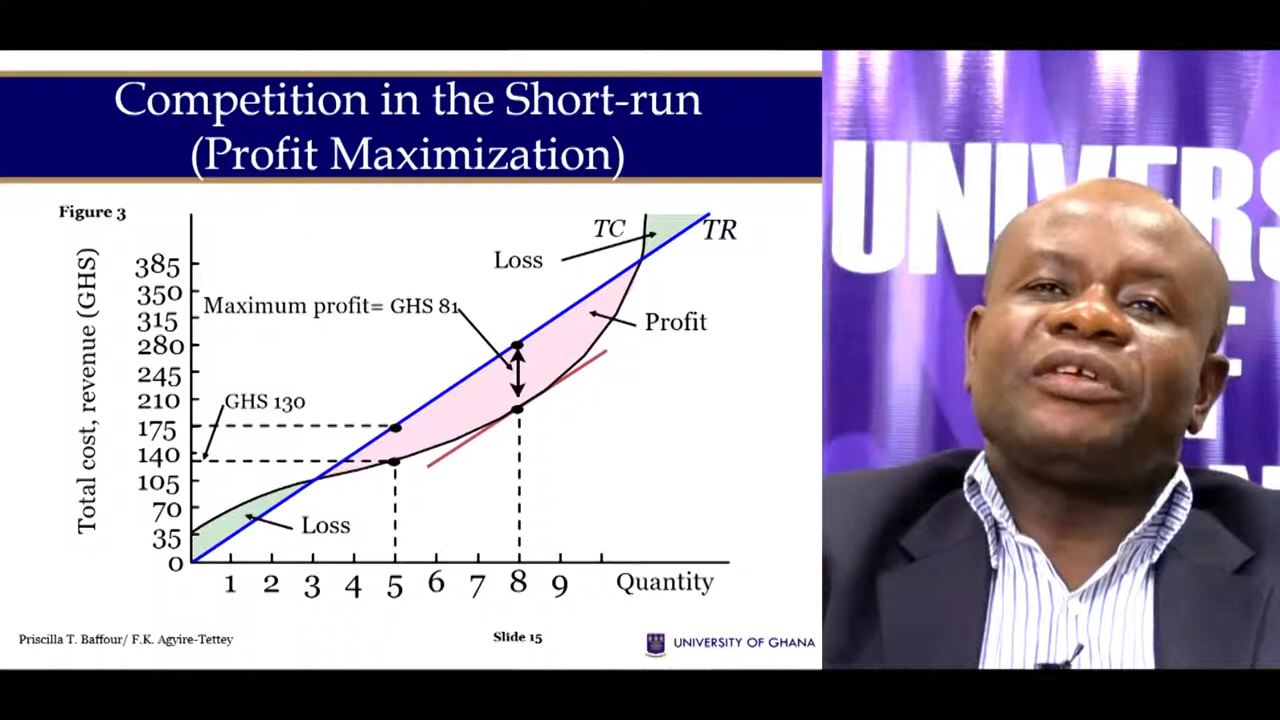 Competition in the Short-run
(Profit Maximization)
Figure 3
Total cost, revenue (GHS)
385
350
315
280
245
210
175
140
105
70
35
0
TC
TR
Loss
Maximum profit= GHS 81
Profit
GHS 130
Loss
1 2 3 4 5 6 7 8 9 Quantity
Priscilla T. Baffour/ F.K. Agyire-Tettey
Slide 15
UNIVERSITY OF GHANA
UNIVERS